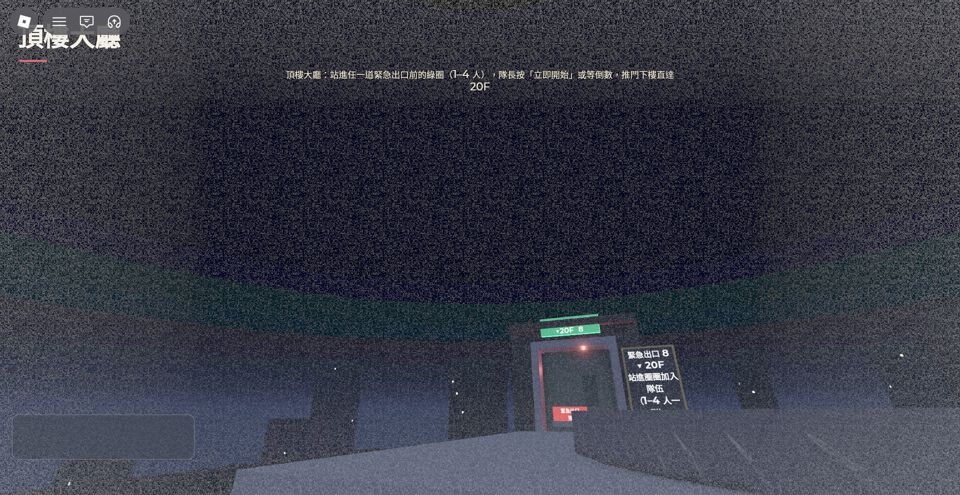 頂樓大廳
頂樓大廳：站進任一道緊急出口前的綠圈（1–4 人），隊長按「立即開始」或等倒數，推門下樓直達
20F
▾20F 8
緊急出口 8
▾ 20F
站進圈圈加入
隊伍
（1–4 人—